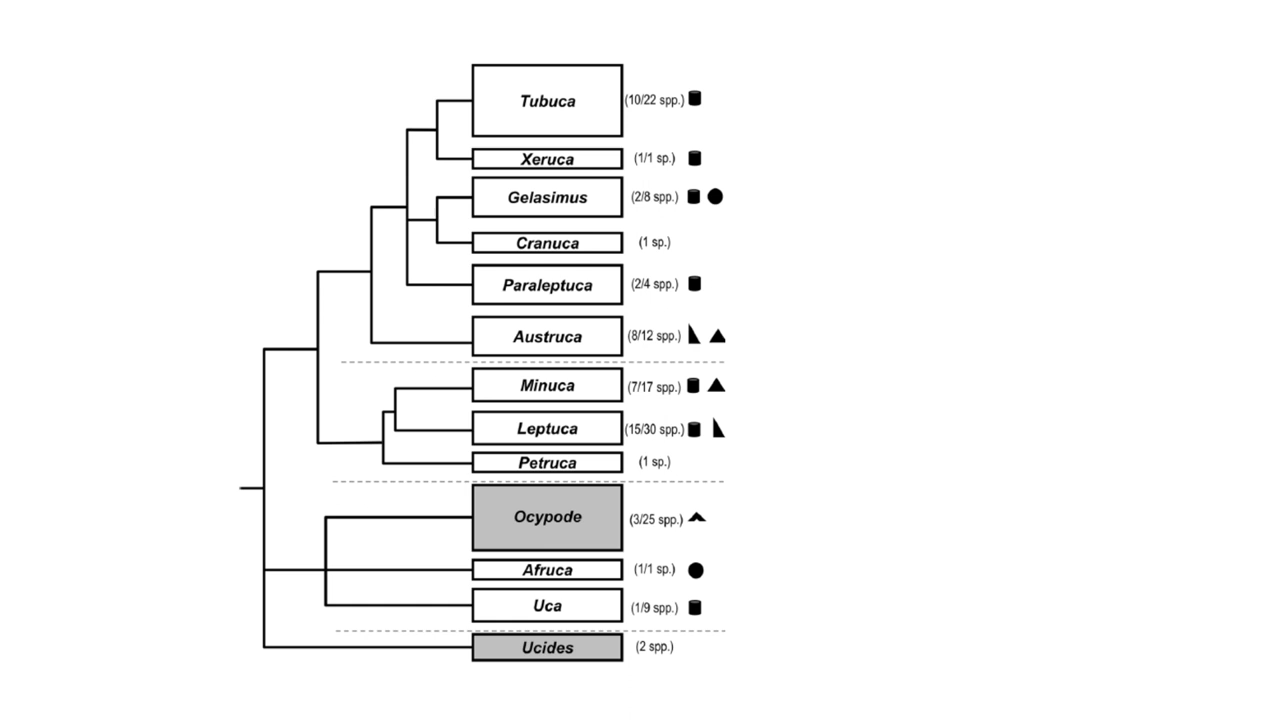 Tubuca (10/22 spp.)
Xeruca (1/1 sp.)
Gelasimus (2/8 spp.)
Cranuca (1 sp.)
Paraleptuca (2/4 spp.)
Austruca (8/12 spp.)
Minuca (7/17 spp.)
Leptuca (15/30 spp.)
Petruca (1 sp.)
Ocypode (3/25 spp.)
Afruca (1/1 sp.)
Uca (1/9 spp.)
Ucides (2 spp.)